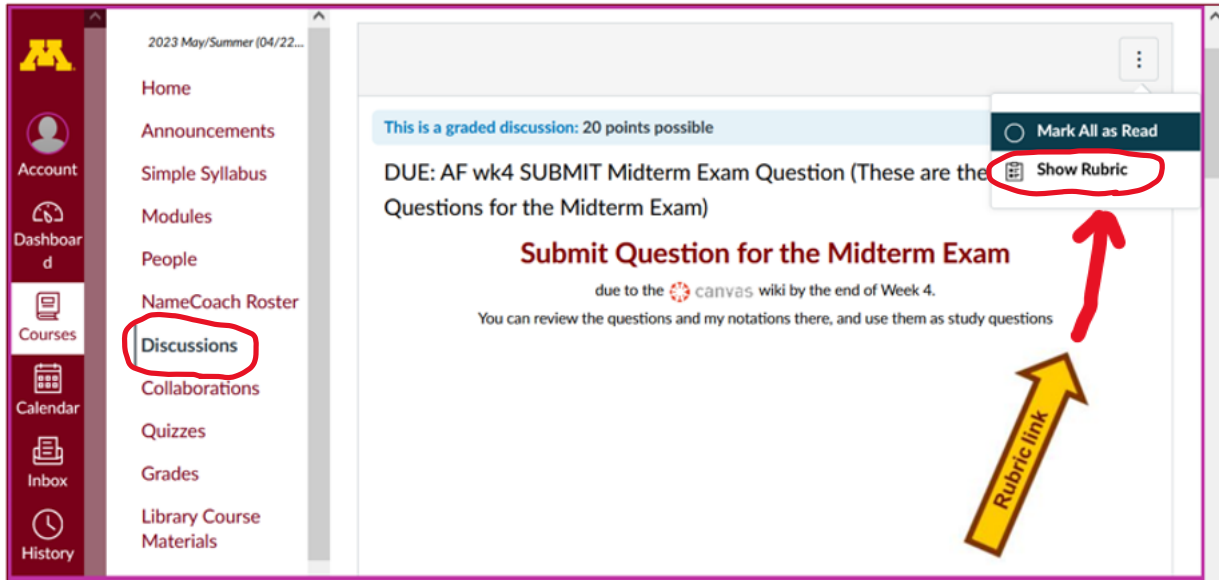 2023 May/Summer (04/22...
Home
Announcements
Simple Syllabus
Modules
People
NameCoach Roster
Discussions
Collaborations
Quizzes
Grades
Library Course
Materials
Account
Dashboar
d
Courses
Calendar
Inbox
History
This is a graded discussion: 20 points possible
Mark All as Read
Show Rubric
DUE: AF wk4 SUBMIT Midterm Exam Question (These are the
Questions for the Midterm Exam)
Submit Question for the Midterm Exam
due to the canvas wiki by the end of Week 4.
You can review the questions and my notations there, and use them as study questions
Rubric link